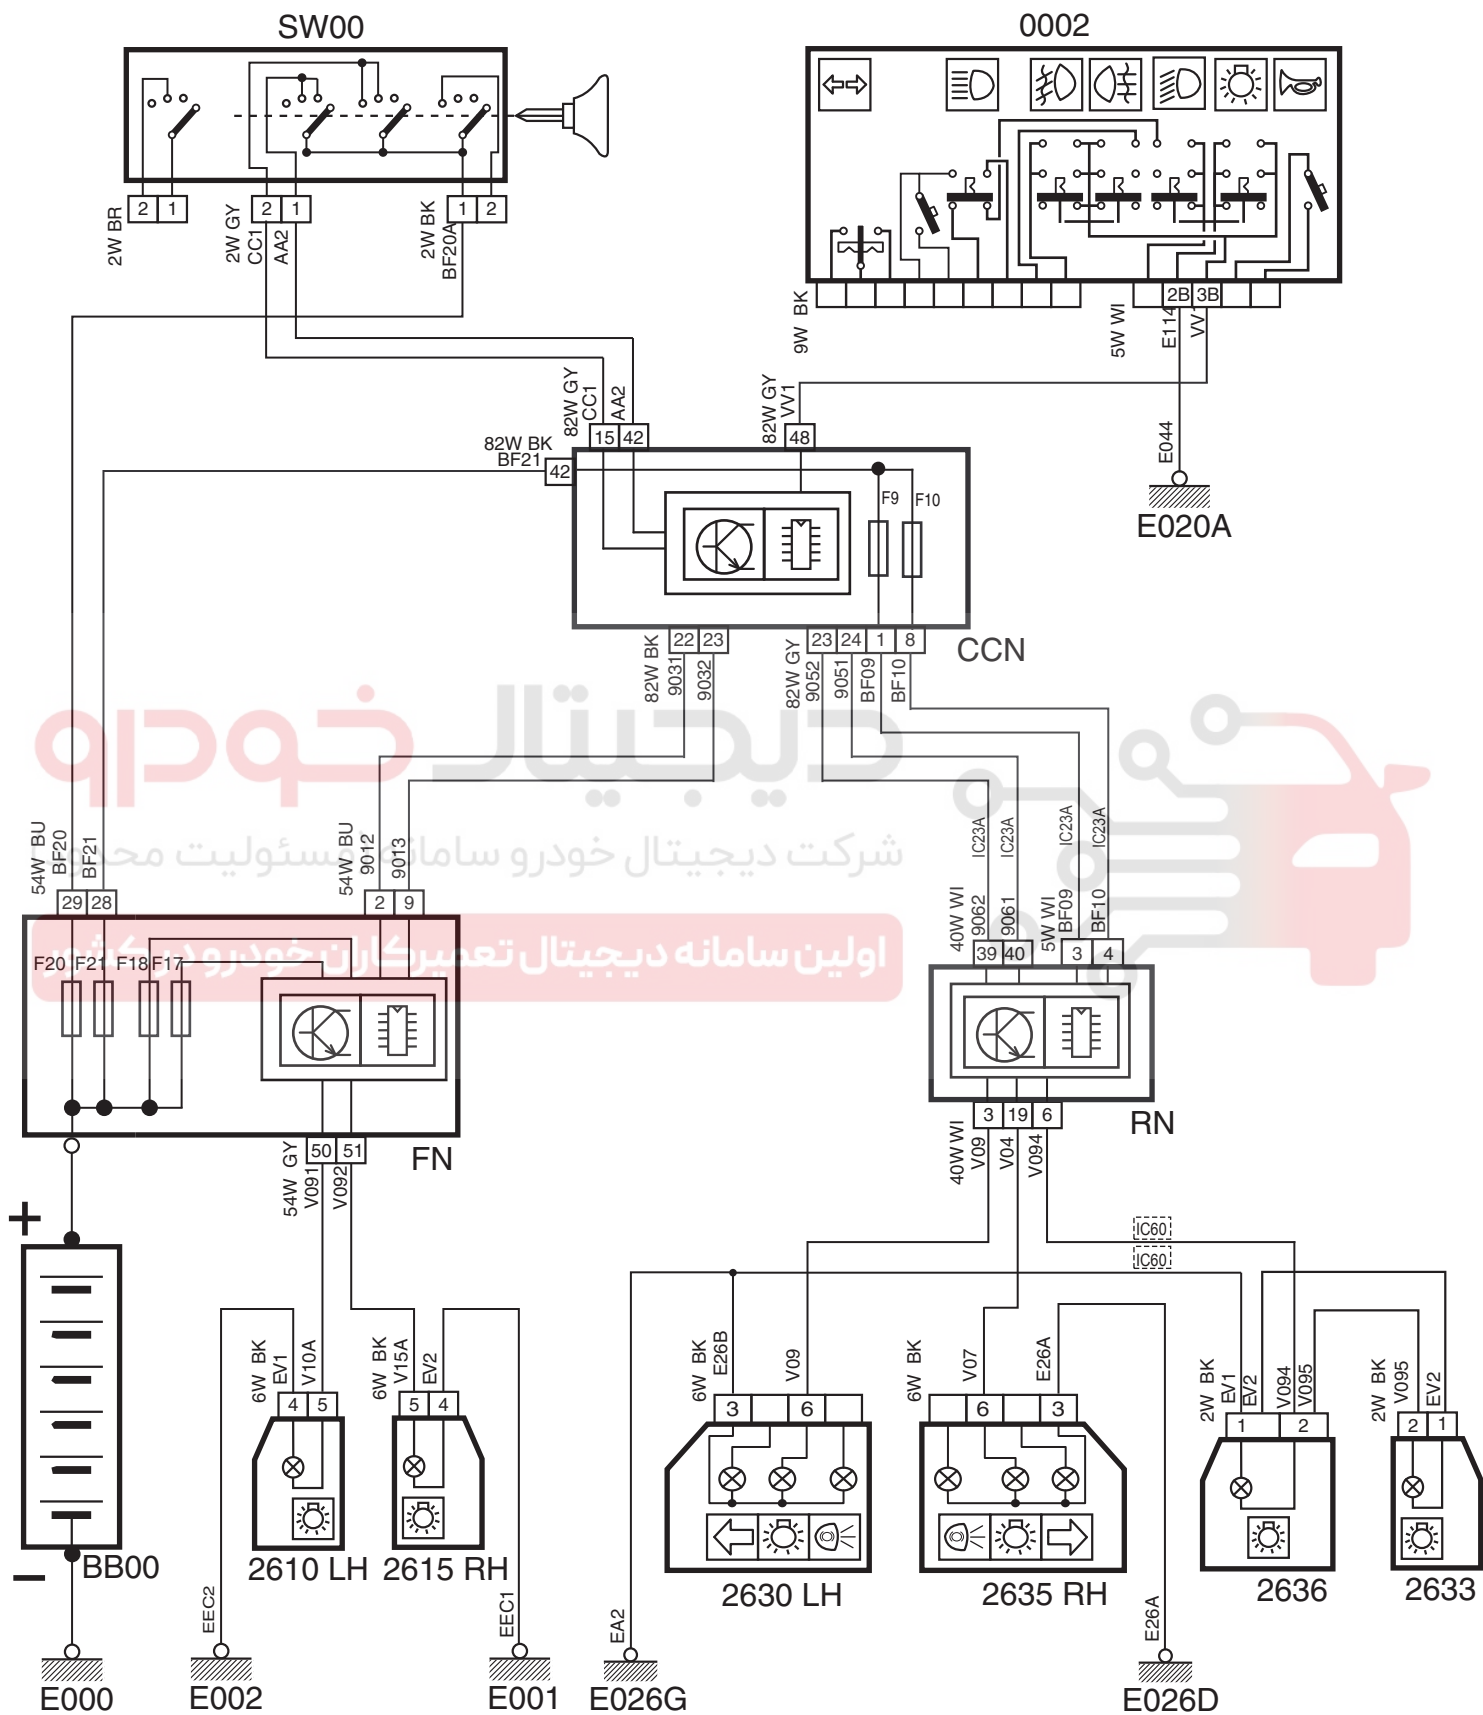 SW00
0002
2W BR
2
1
2W GY
CC1
AA2
2
1
2W BK
BF20A
1
2
9W BK
5W WI
E114
VV1
2B
3B
E044
E020A
82W GY
CC1
AA2
15
42
82W GY
VV1
48
82W BK
BF21
42
F9
F10
CCN
82W BK
9031
9032
22
23
82W GY
9052
9051
BF09
BF10
23
24
1
8
دیجیتال خودرو
شرکت دیجیتال خودرو سامانه (مسئولیت محدود)
اولین سامانه دیجیتال تعمیرکاران خودرو در کشور
54W BU
BF20
BF21
29
28
54W BU
9012
9013
2
9
F20
F21
F18
F17
FN
54W GY
V091
V092
50
51
IC23A
IC23A
IC23A
IC23A
40W WI
9062
9061
5W WI
BF09
BF10
39
40
3
4
RN
3
19
6
40W WI
V09
V04
V094
IC60
IC60
+
−
BB00
E000
6W BK
EV1
V10A
4
5
2610 LH
6W BK
V15A
EV2
5
4
2615 RH
EEC2
E002
EEC1
E001
6W BK
E26B
V09
3
6
2630 LH
6W BK
V07
E26A
6
3
2635 RH
2W BK
EV1
EV2
V094
V095
1
2
2636
2W BK
V095
EV2
2
1
2633
EA2
E026G
E26A
E026D